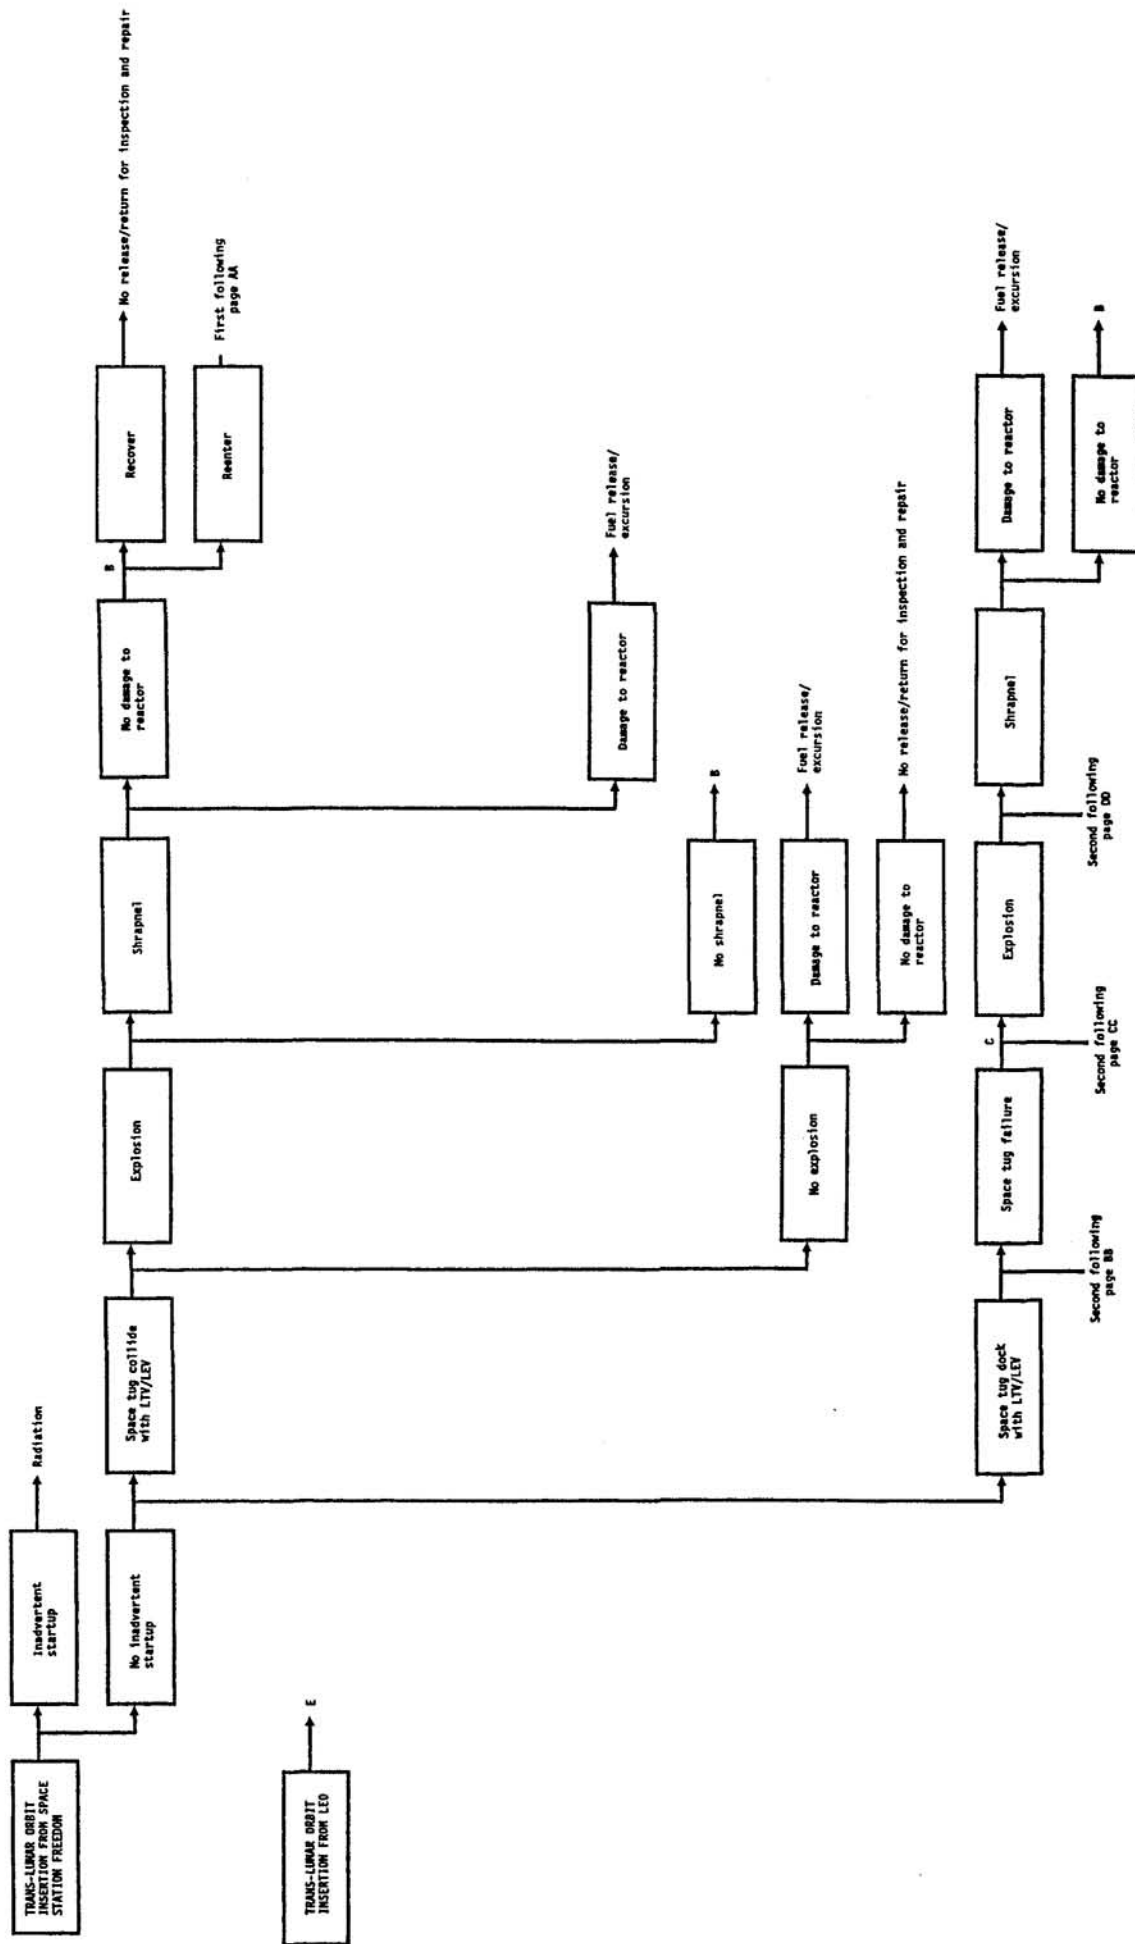 TRANS-LUNAR ORBIT
INSERTION FROM SPACE
STATION FREEDOM
Inadvertent
startup
Radiation
No inadvertent
startup
Space tug collide
with LTV/LEV
Explosion
Shrapnel
No damage to
reactor
B
Recover
No release/return for inspection and repair
Reenter
First following
page AA
TRANS-LUNAR ORBIT
INSERTION FROM LEO
E
Damage to reactor
Fuel release/
excursion
No shrapnel
B
No explosion
Damage to reactor
Fuel release/
excursion
No damage to
reactor
No release/return for inspection and repair
Space tug dock
with LTV/LEV
Second following
page BB
Space tug failure
C
Second following
page CC
Explosion
Second following
page DD
Shrapnel
Damage to reactor
Fuel release/
excursion
No damage to
reactor
B